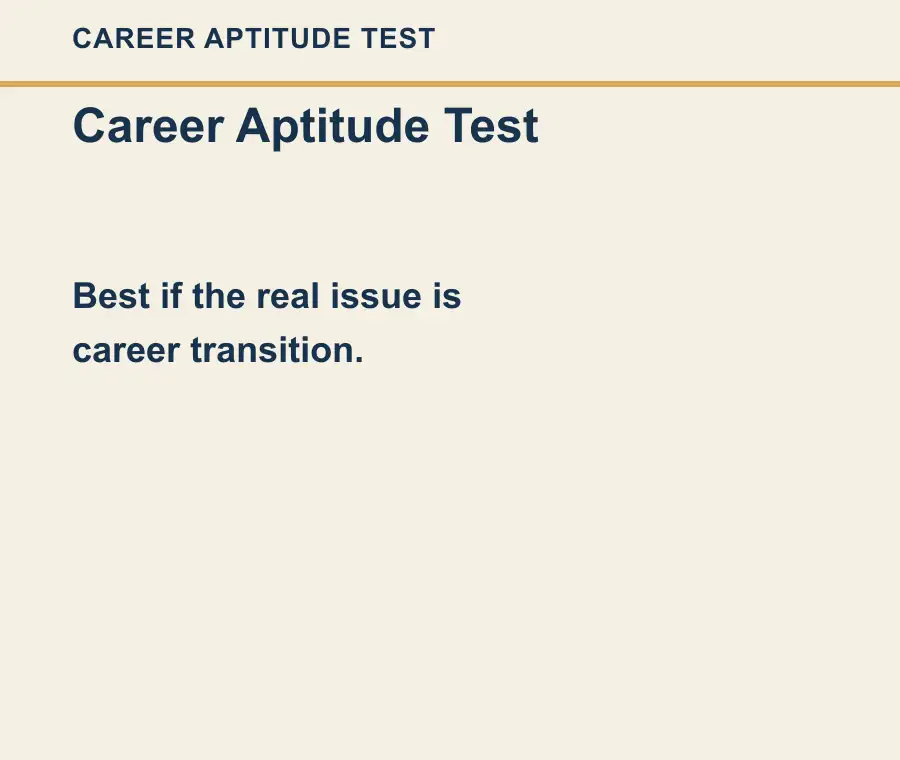 CAREER APTITUDE TEST
Career Aptitude Test
Best if the real issue is
career transition.